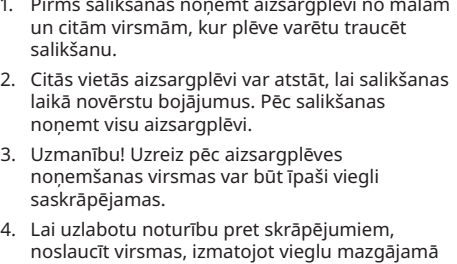 1. Pirms salikšanas noņemt aizsargplēvi no malām
un citām virsmām, kur plēve varētu traucēt
salikšanu.
2. Citās vietās aizsargplēvi var atstāt, lai salikšanas
laikā novērstu bojājumus. Pēc salikšanas
noņemt visu aizsargplēvi.
3. Uzmanību! Uzreiz pēc aizsargplēves
noņemšanas virsmas var būt īpaši viegli
saskrāpējamas.
4. Lai uzlabotu noturību pret skrāpējumiem,
noslaucīt virsmas, izmatojot vieglu mazgājamā